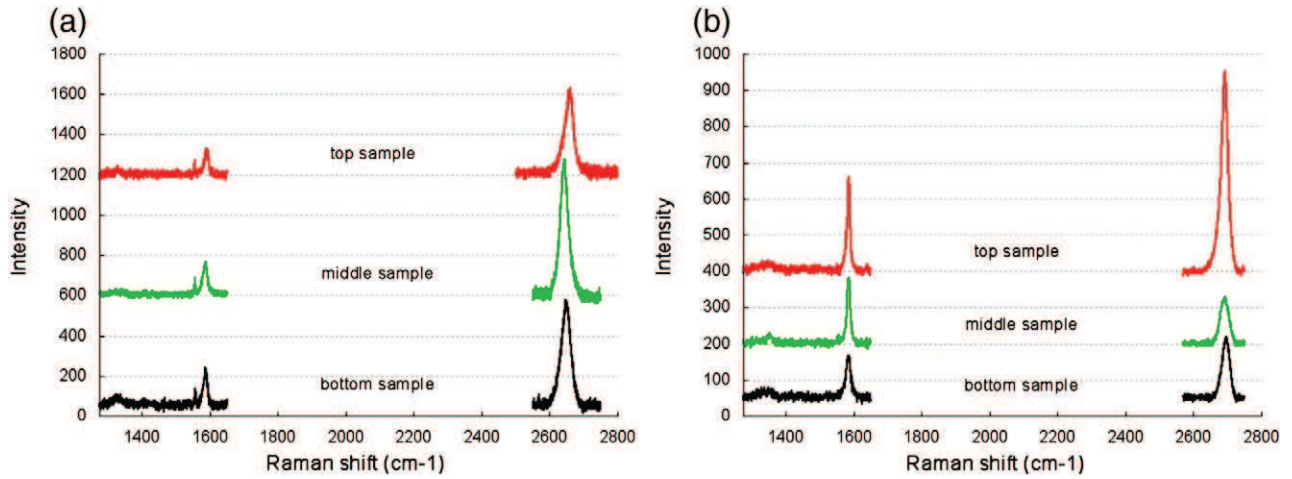 (a)
1800
1600
1400
1200
1000
800
600
400
200
0
Intensity
top sample
middle sample
bottom sample
1400 1600 1800 2000 2200 2400 2600 2800
Raman shift (cm-1)
(b)
1000
900
800
700
600
500
400
300
200
100
0
Intensity
top sample
middle sample
bottom sample
1400 1600 1800 2000 2200 2400 2600 2800
Raman shift (cm-1)